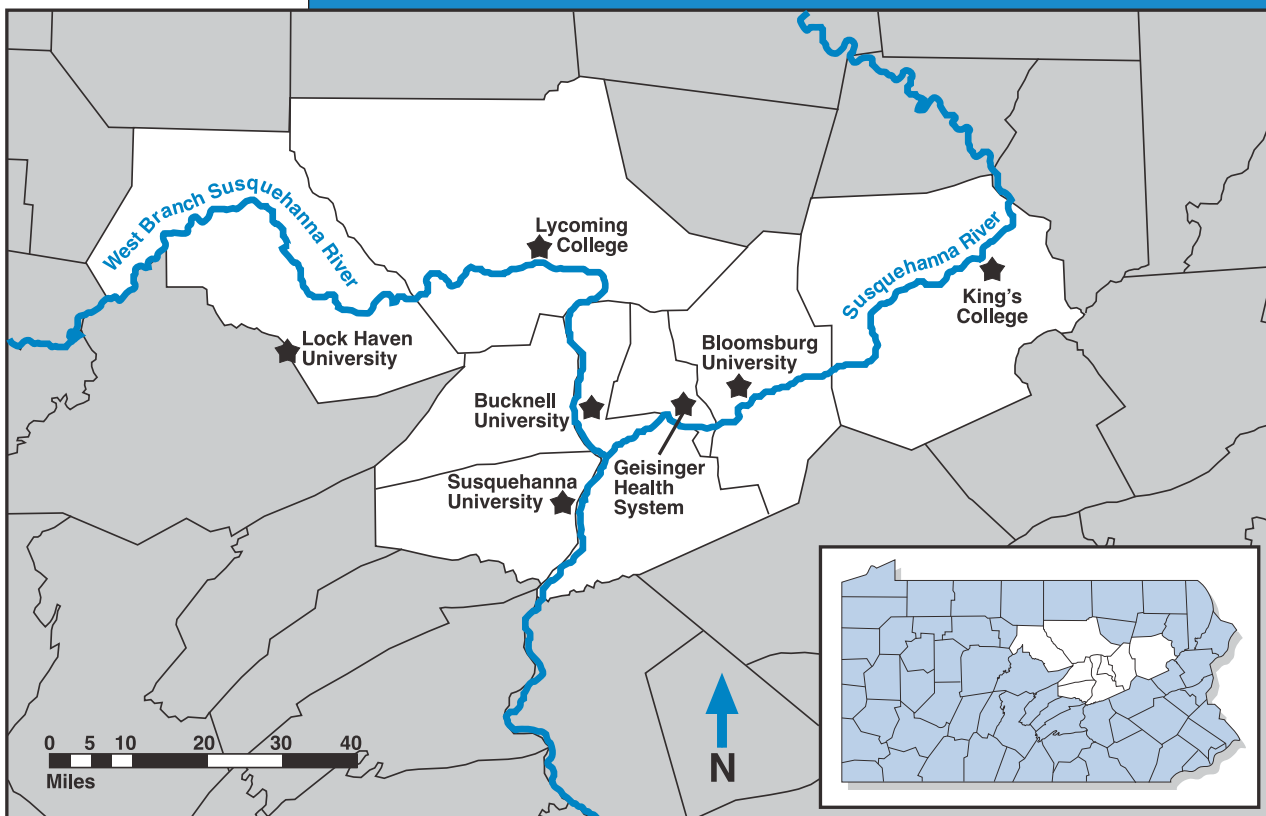 West Branch Susquehanna
River
Lycoming
College
Susquehanna River
King's
College
Lock Haven
University
Bloomsburg
University
Bucknell
University
Geisinger
Health
System
Susquehanna
University
N
0 5 10 20 30 40
Miles